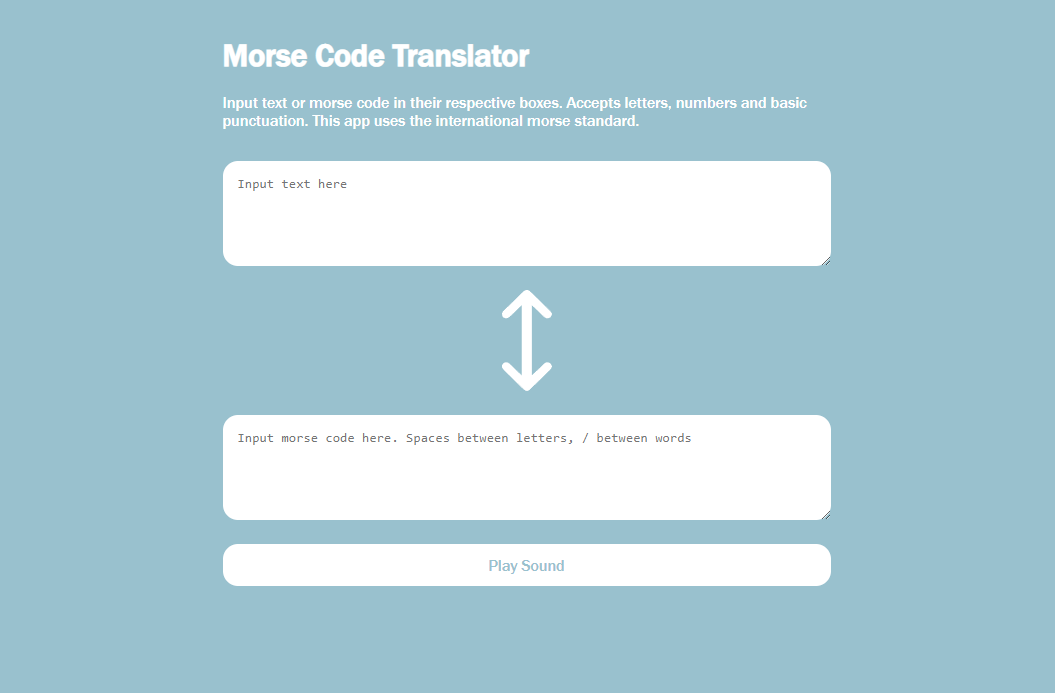 Morse Code Translator
Input text or morse code in their respective boxes. Accepts letters, numbers and basic
punctuation. This app uses the international morse standard.
Input text here
Input morse code here. Spaces between letters, / between words
Play Sound